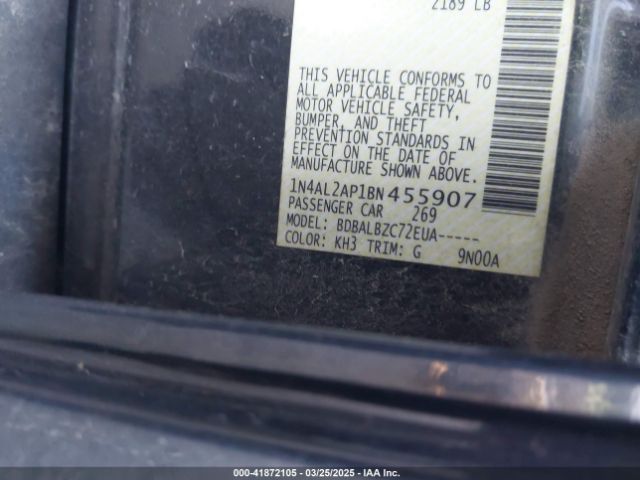 2189 LB
THIS VEHICLE CONFORMS TO
ALL APPLICABLE FEDERAL
MOTOR VEHICLE SAFETY,
BUMPER, AND THEFT
PREVENTION STANDARDS IN
EFFECT ON THE DATE OF
MANUFACTURE SHOWN ABOVE.
1N4AL2AP1BN455907
PASSENGER CAR 269
MODEL: BDBALBZC72EUA-----
COLOR: KH3 TRIM: G 9N00A
000-41872105 - 03/25/2025 - IAA Inc.